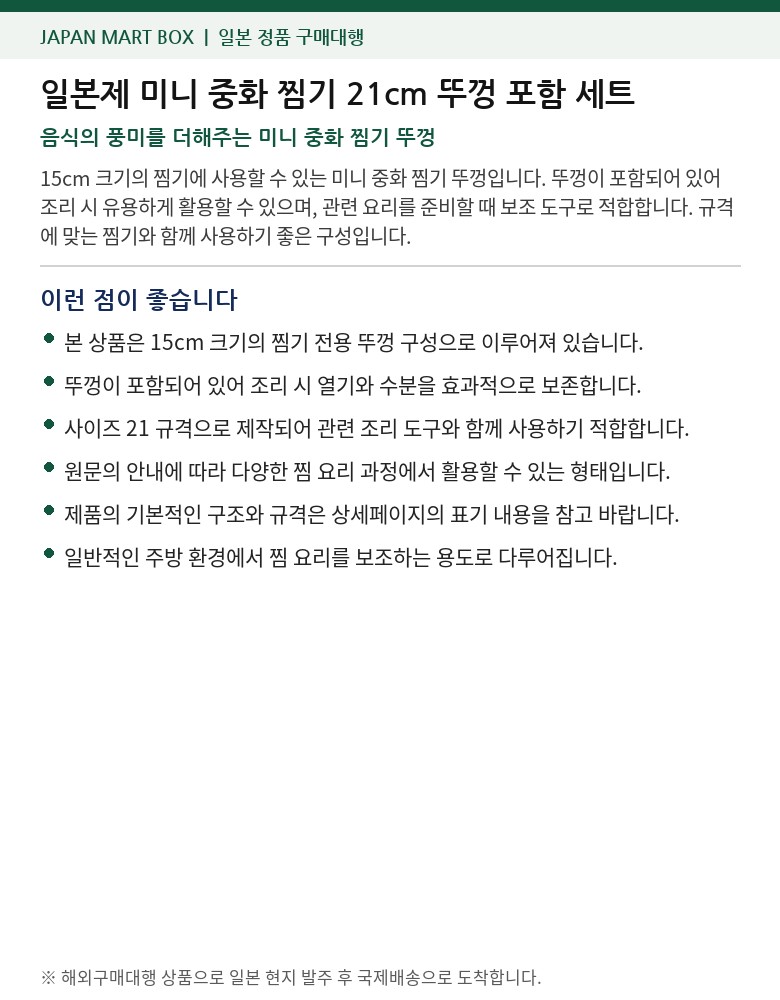 JAPAN MART BOX | 일본 정품 구매대행
일본제 미니 중화 찜기 21cm 뚜껑 포함 세트
음식의 풍미를 더해주는 미니 중화 찜기 뚜껑
15cm 크기의 찜기에 사용할 수 있는 미니 중화 찜기 뚜껑입니다. 뚜껑이 포함되어 있어
조리 시 유용하게 활용할 수 있으며, 관련 요리를 준비할 때 보조 도구로 적합합니다. 규격
에 맞는 찜기와 함께 사용하기 좋은 구성입니다.
이런 점이 좋습니다
● 본 상품은 15cm 크기의 찜기 전용 뚜껑 구성으로 이루어져 있습니다.
● 뚜껑이 포함되어 있어 조리 시 열기와 수분을 효과적으로 보존합니다.
● 사이즈 21 규격으로 제작되어 관련 조리 도구와 함께 사용하기 적합합니다.
● 원문의 안내에 따라 다양한 찜 요리 과정에서 활용할 수 있는 형태입니다.
● 제품의 기본적인 구조와 규격은 상세페이지의 표기 내용을 참고 바랍니다.
● 일반적인 주방 환경에서 찜 요리를 보조하는 용도로 다루어집니다.
※ 해외구매대행 상품으로 일본 현지 발주 후 국제배송으로 도착합니다.